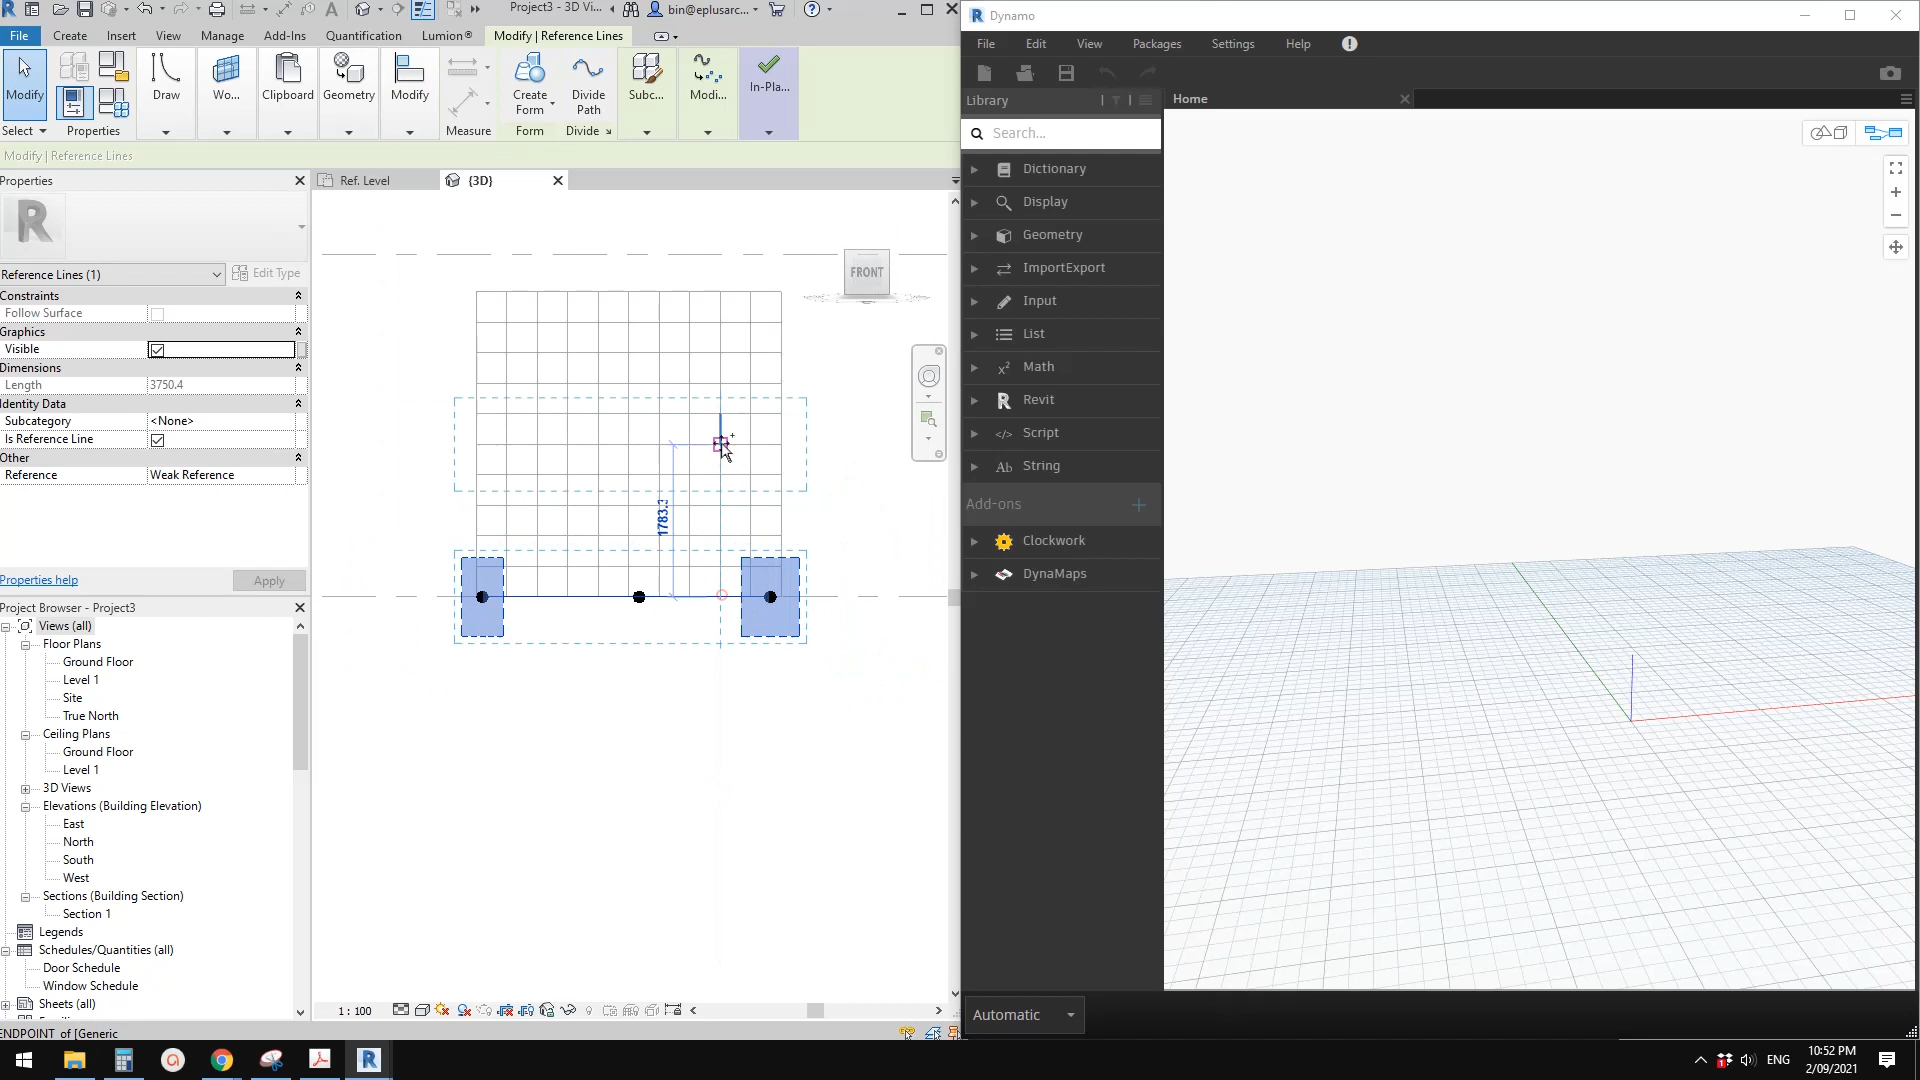 Project3 - 3D Vi...
bin@eplusarc...
File
Create
Insert
View
Manage
Add-Ins
Quantification
Lumion®
Modify | Reference Lines
Modify
Draw
Wo...
Clipboard
Geometry
Modify
Create
Form
Divide
Path
Subc...
Modi...
In-Pla...
Select
Properties
Measure
Form
Divide
Modify | Reference Lines
Properties
R
Reference Lines (1)
Edit Type
Constraints
Follow Surface
Graphics
Visible
Dimensions
Length 3750.4
Identity Data
Subcategory <None>
Is Reference Line
Other
Reference Weak Reference
Properties help
Apply
Project Browser - Project3
Views (all)
Floor Plans
Ground Floor
Level 1
Site
True North
Ceiling Plans
Ground Floor
Level 1
3D Views
Elevations (Building Elevation)
East
North
South
West
Sections (Building Section)
Section 1
Legends
Schedules/Quantities (all)
Door Schedule
Window Schedule
Sheets (all)
Ref. Level
{3D}
FRONT
1783.3
1 : 100
ENDPOINT of [Generic
Dynamo
File
Edit
View
Packages
Settings
Help
Library
Home
Search...
Dictionary
Display
Geometry
ImportExport
Input
List
Math
Revit
Script
String
Add-ons
Clockwork
DynaMaps
Automatic
ENG
10:52 PM
2/09/2021